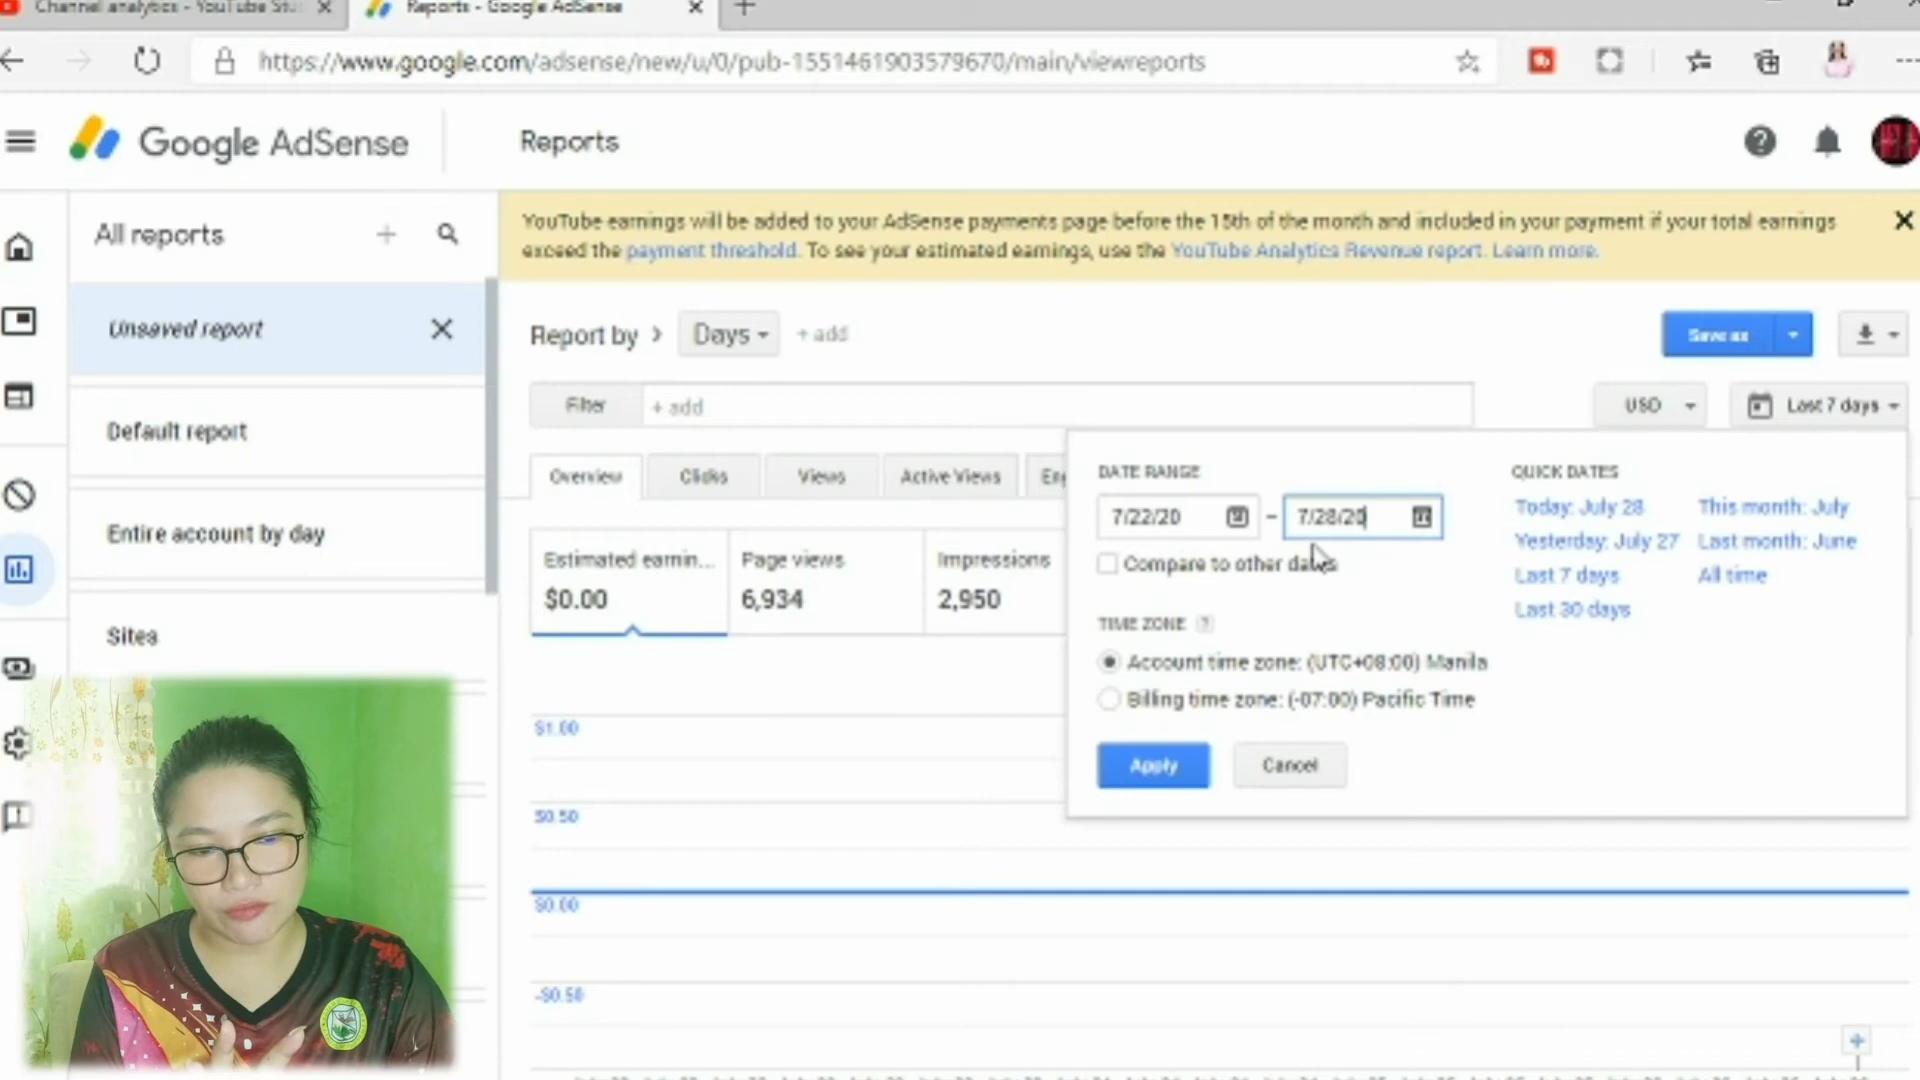 Channel analytics - YouTube Stu
Reports - Google AdSense
https://www.google.com/adsense/new/u/0/pub-1551461903579670/main/viewreports
Google AdSense
Reports
All reports
YouTube earnings will be added to your AdSense payments page before the 15th of the month and included in your payment if your total earnings
exceed the payment threshold. To see your estimated earnings, use the YouTube Analytics Revenue report. Learn more.
Unsaved report
Report by
Days
+ add
Save as
Default report
Filter
+ add
USD
Last 7 days
Overview
Clicks
Views
Active Views
En
DATE RANGE
QUICK DATES
7/22/20
-
7/28/20
Today: July 28
This month: July
Entire account by day
Yesterday: July 27
Last month: June
Estimated earnin...
Page views
Impressions
Compare to other dates
Last 7 days
All time
$0.00
6,934
2,950
Last 30 days
Sites
TIME ZONE ?
Account time zone: (UTC+08:00) Manila
Billing time zone: (-07:00) Pacific Time
$1.00
Apply
Cancel
$0.50
$0.00
-$0.50